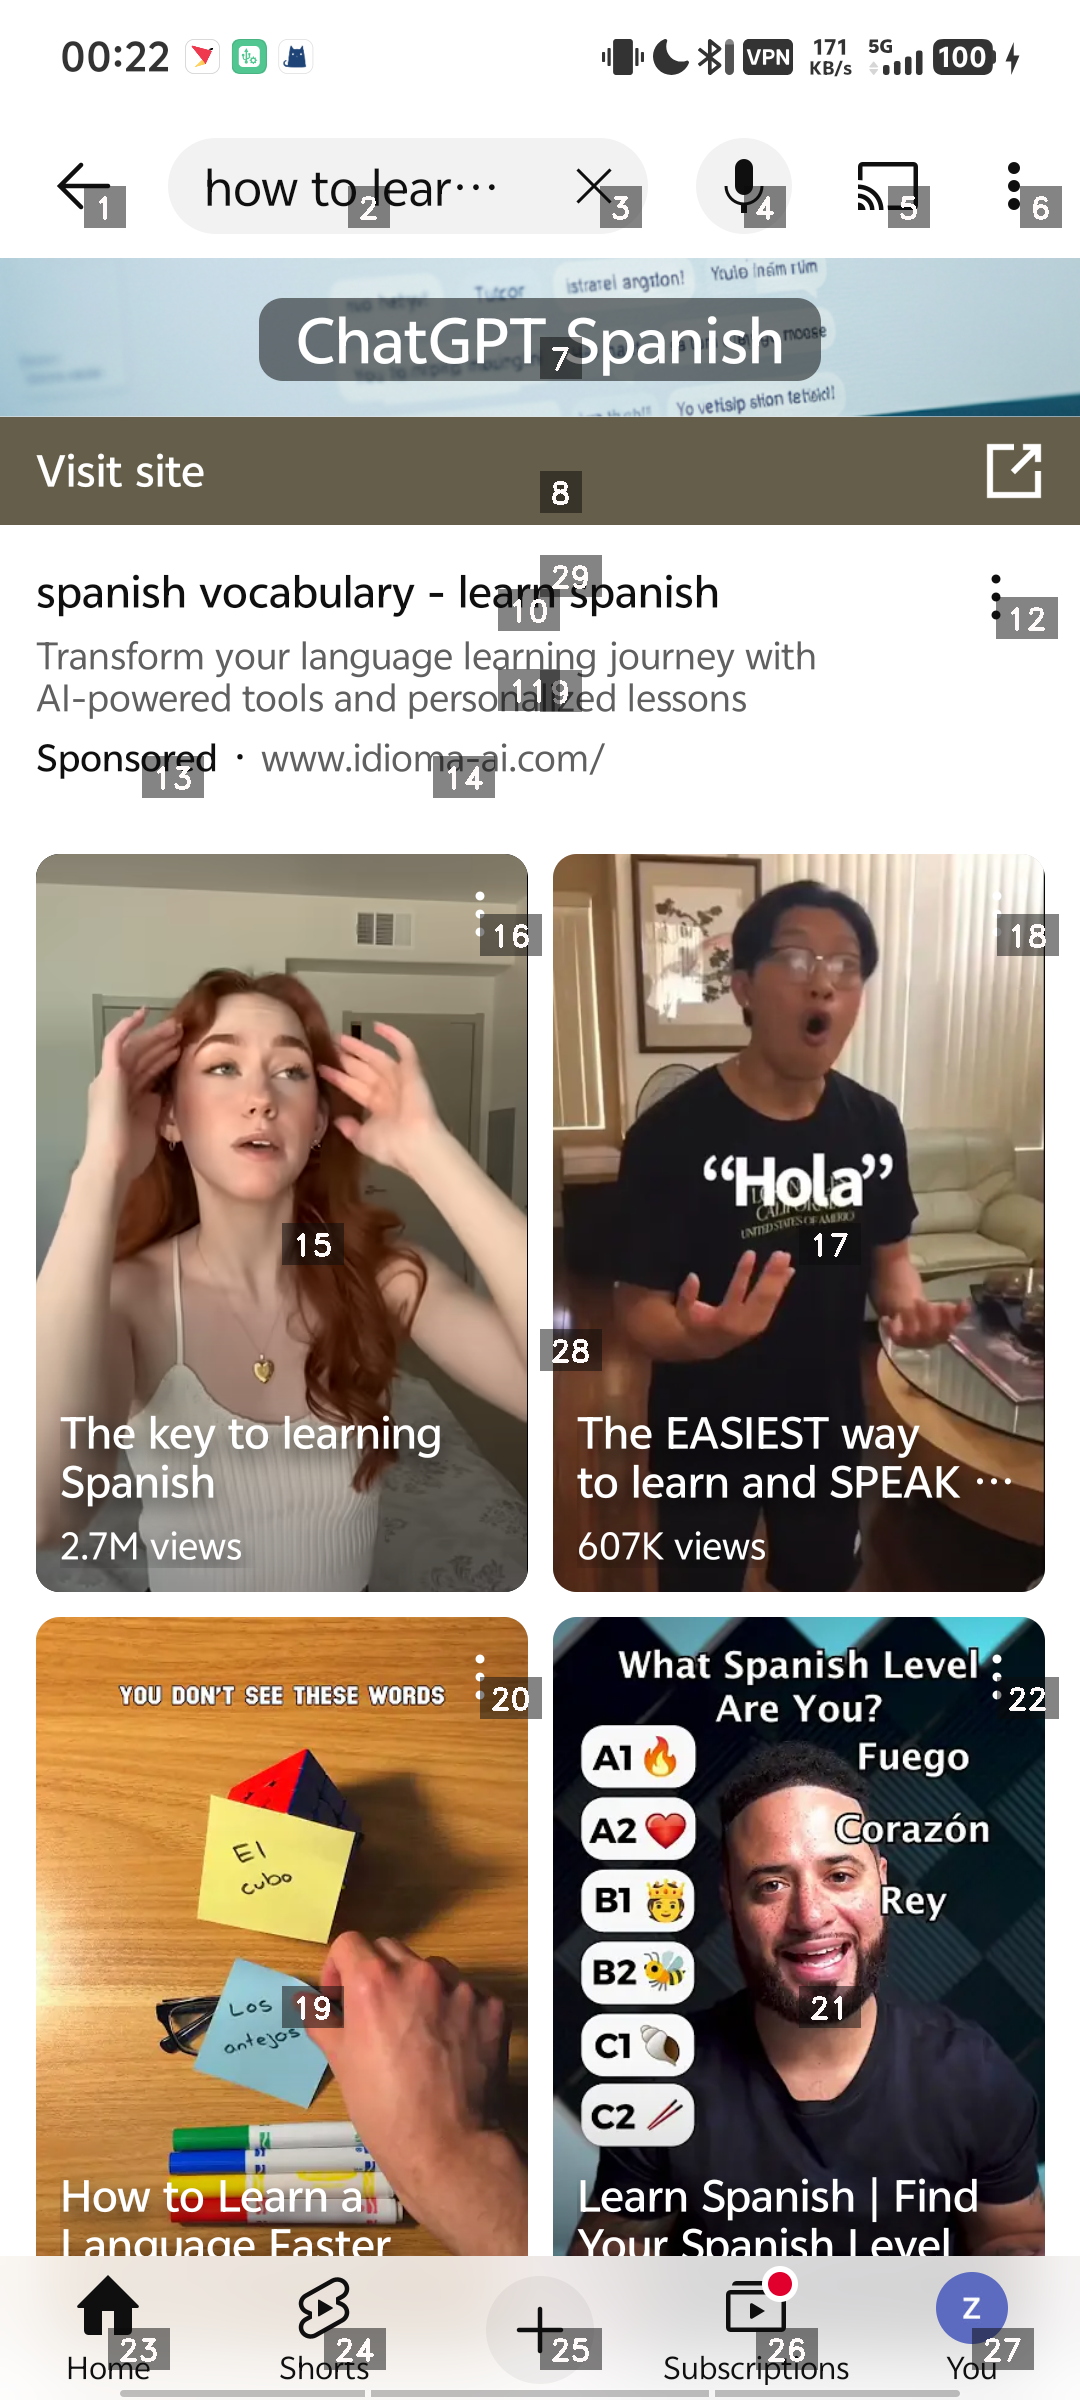 00:22
VPN
171
KB/s
5G
100
how to lear···
1
2
3
4
5
6
ChatGPT Spanish
7
Visit site
8
29
spanish vocabulary - learn spanish
10
12
Transform your language learning journey with
AI-powered tools and personalized lessons
Sponsored · www.idioma-ai.com/
13
14
16
18
"Hola"
15
17
28
The key to learning
Spanish
2.7M views
The EASIEST way
to learn and SPEAK ···
607K views
YOU DON'T SEE THESE WORDS
20
El
cubo
Los
antejos
19
How to Learn a
Language Faster
What Spanish Level
Are You?
22
A1
Fuego
A2
Corazón
B1
Rey
B2
C1
C2
21
Learn Spanish | Find
Your Spanish Level
Home
23
Shorts
24
25
Subscriptions
26
Z
You
27